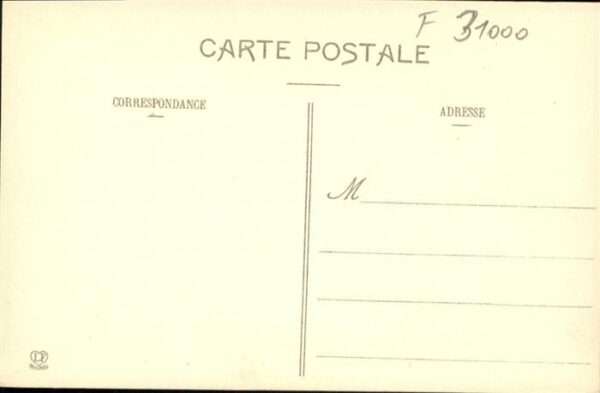 F 31000
CARTE POSTALE
CORRESPONDANCE
ADRESSE
M